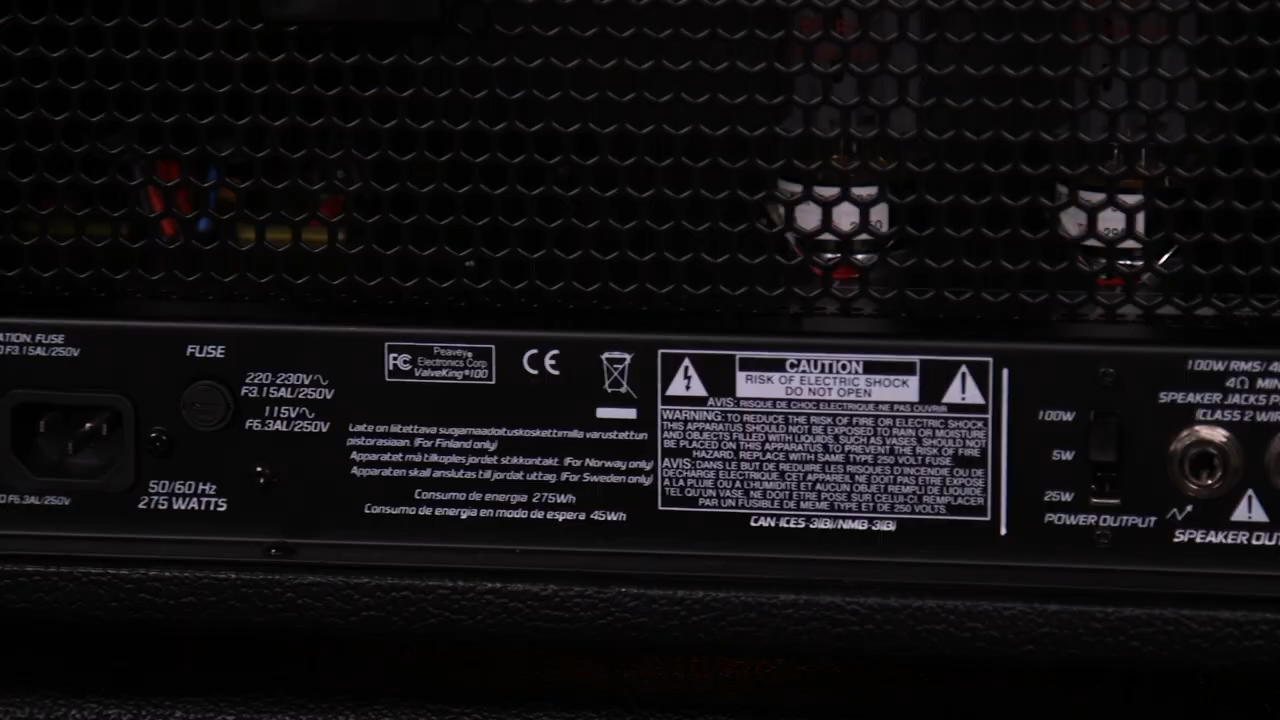 ATION, FUSE
F3.15AL/250V
F6.3AL/250V
FUSE
220-230V
F3.15AL/250V
115V
F6.3AL/250V
50/60 Hz
275 WATTS
FC Peavey®
Electronics Corp
ValveKing® 100
CE
Laite on liitettava suojamaadoituskoskettimilla varustettun
pistorasiaan. (For Finland only)
Apparatet må tilkoples jordet stikkontakt. (For Norway only)
Apparaten skall anslutas till jordat uttag. (For Sweden only)
Consumo de energia 275Wh
Consumo de energia en modo de espera 45Wh
CAUTION
RISK OF ELECTRIC SHOCK
DO NOT OPEN
AVIS: RISQUE DE CHOC ELECTRIQUE-NE PAS OUVRIR
WARNING: TO REDUCE THE RISK OF FIRE OR ELECTRIC SHOCK,
THIS APPARATUS SHOULD NOT BE EXPOSED TO RAIN OR MOISTURE
AND OBJECTS FILLED WITH LIQUIDS, SUCH AS VASES, SHOULD NOT
BE PLACED ON THIS APPARATUS. TO PREVENT THE RISK OF FIRE
HAZARD, REPLACE WITH SAME TYPE 250 VOLT FUSE.
AVIS: DANS LE BUT DE REDUIRE LES RISQUES D'INCENDIE OU DE
DECHARGE ELECTRIQUE, CET APPAREIL NE DOIT PAS ETRE EXPOSE
A LA PLUIE OU A L'HUMIDITE ET AUCUN OBJET REMPLI DE LIQUIDE,
TEL QU'UN VASE, NE DOIT ETRE POSE SUR CELUI-CI. REMPLACER
PAR UN FUSIBLE DE MEME TYPE ET DE 250 VOLTS.
CAN-ICES-3(B)/NMB-3(B)
100W
5W
25W
POWER OUTPUT
100W RMS/4
4Ω MIN
SPEAKER JACKS P
(CLASS 2 WI
SPEAKER OUT